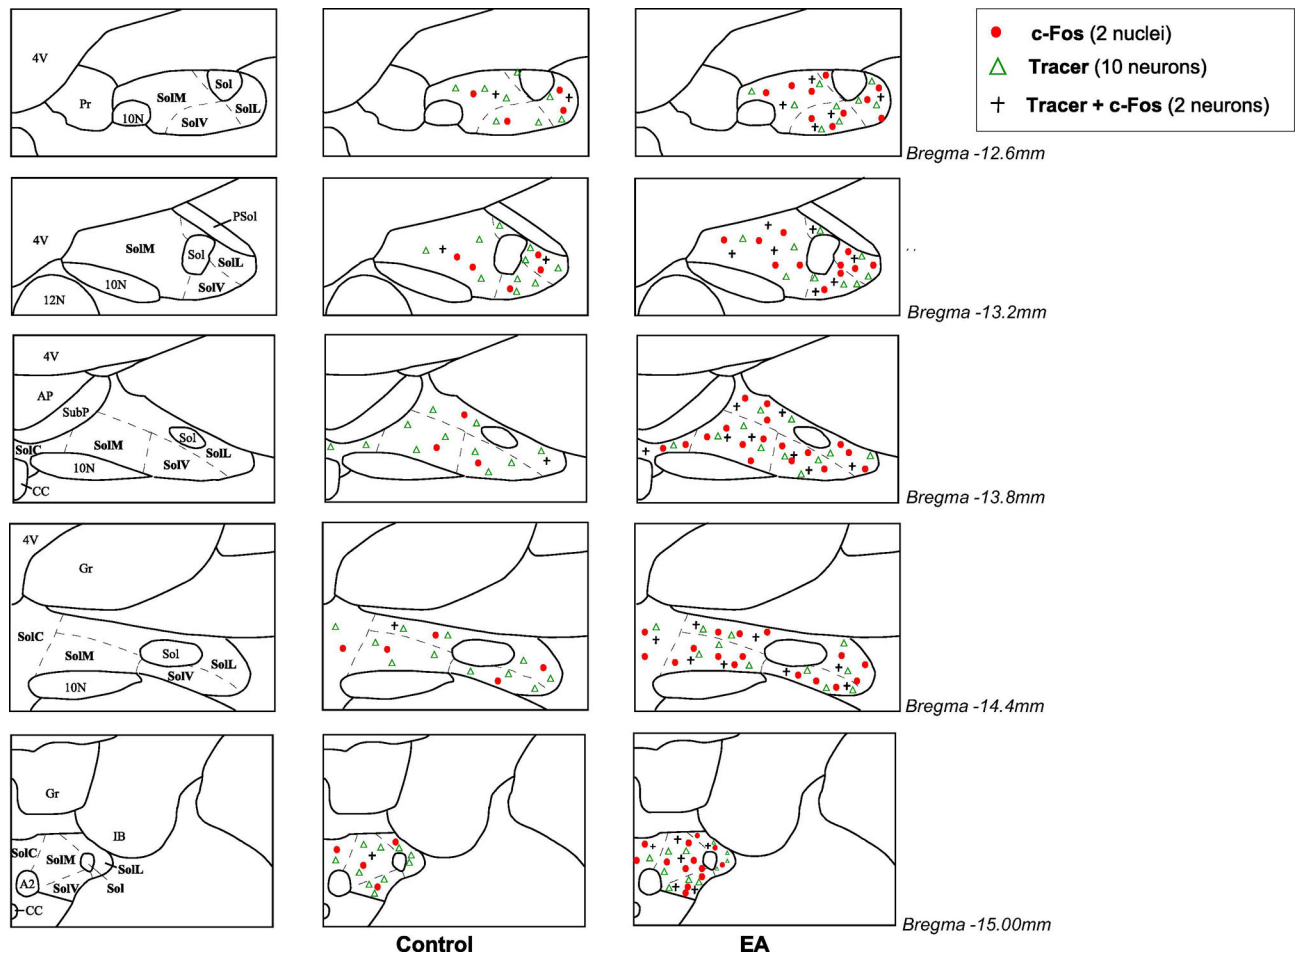 c-Fos (2 nuclei)
Tracer (10 neurons)
Tracer + c-Fos (2 neurons)
4V
Pr
10N
SolM
SolV
Sol
SolL
Bregma -12.6mm
PSol
4V
SolM
Sol
SolL
SolV
10N
12N
Bregma -13.2mm
4V
AP
SubP
SolC
SolM
Sol
SolL
SolV
10N
CC
Bregma -13.8mm
4V
Gr
SolC
SolM
Sol
SolL
SolV
10N
Bregma -14.4mm
Gr
IB
SolC
SolM
SolL
A2
SolV
Sol
CC
Bregma -15.00mm
Control
EA